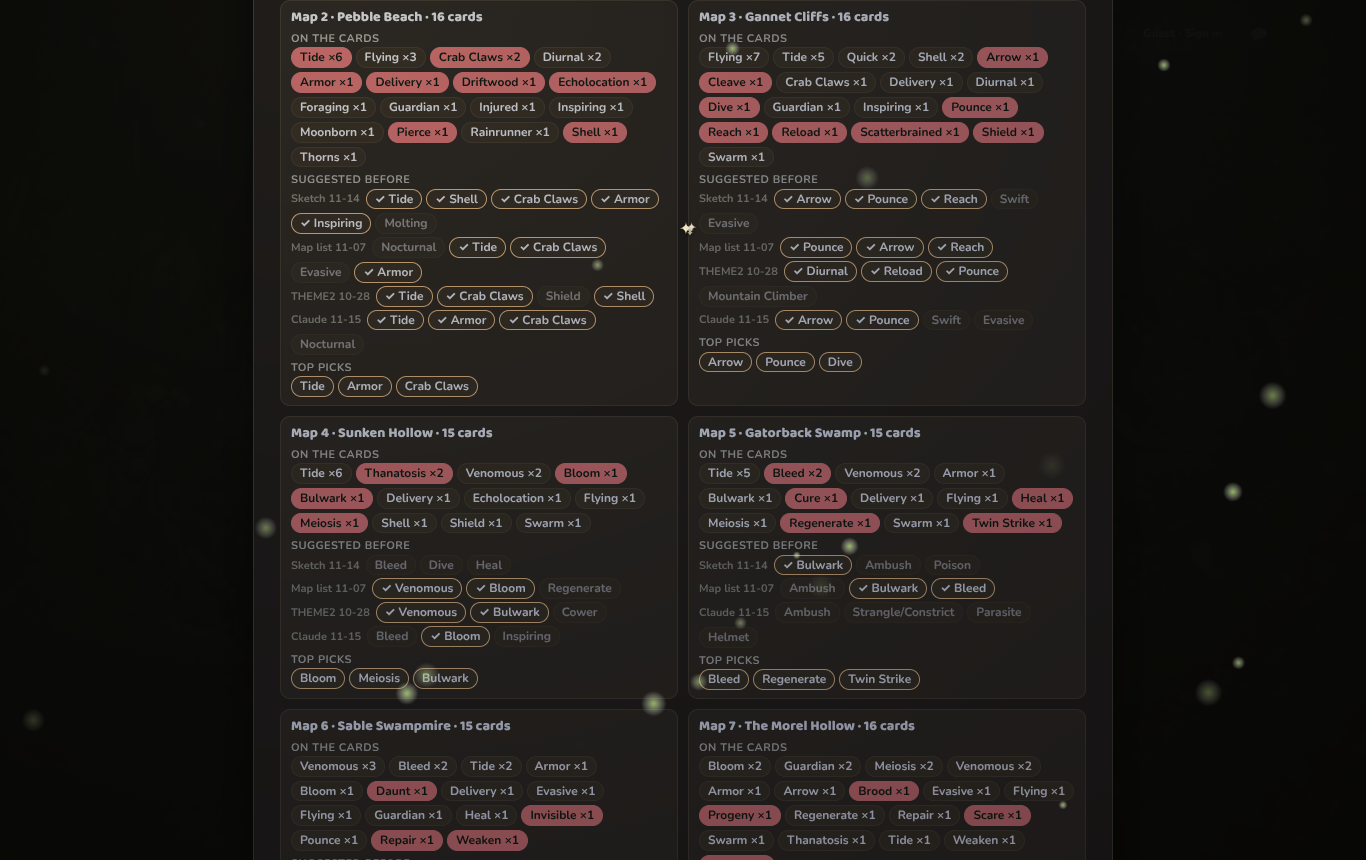 Map 2 · Pebble Beach · 16 cards
ON THE CARDS
Tide ×6 Flying ×3 Crab Claws ×2 Diurnal ×2
Armor ×1 Delivery ×1 Driftwood ×1 Echolocation ×1
Foraging ×1 Guardian ×1 Injured ×1 Inspiring ×1
Moonborn ×1 Pierce ×1 Rainrunner ×1 Shell ×1
Thorns ×1
SUGGESTED BEFORE
Sketch 11-14 ✓ Tide ✓ Shell ✓ Crab Claws ✓ Armor
✓ Inspiring Molting
Map list 11-07 Nocturnal ✓ Tide ✓ Crab Claws
Evasive ✓ Armor
THEME2 10-28 ✓ Tide ✓ Crab Claws Shield ✓ Shell
Claude 11-15 ✓ Tide ✓ Armor ✓ Crab Claws
Nocturnal
TOP PICKS
Tide Armor Crab Claws
Map 3 · Gannet Cliffs · 16 cards
ON THE CARDS
Flying ×7 Tide ×5 Quick ×2 Shell ×2 Arrow ×1
Cleave ×1 Crab Claws ×1 Delivery ×1 Diurnal ×1
Dive ×1 Guardian ×1 Inspiring ×1 Pounce ×1
Reach ×1 Reload ×1 Scatterbrained ×1 Shield ×1
Swarm ×1
SUGGESTED BEFORE
Sketch 11-14 ✓ Arrow ✓ Pounce ✓ Reach Swift
Evasive
Map list 11-07 ✓ Pounce ✓ Arrow ✓ Reach
THEME2 10-28 ✓ Diurnal ✓ Reload ✓ Pounce
Mountain Climber
Claude 11-15 ✓ Arrow ✓ Pounce Swift Evasive
TOP PICKS
Arrow Pounce Dive
Map 4 · Sunken Hollow · 15 cards
ON THE CARDS
Tide ×6 Thanatosis ×2 Venomous ×2 Bloom ×1
Bulwark ×1 Delivery ×1 Echolocation ×1 Flying ×1
Meiosis ×1 Shell ×1 Shield ×1 Swarm ×1
SUGGESTED BEFORE
Sketch 11-14 Bleed Dive Heal
Map list 11-07 ✓ Venomous ✓ Bloom Regenerate
THEME2 10-28 ✓ Venomous ✓ Bulwark Cower
Claude 11-15 Bleed ✓ Bloom Inspiring
TOP PICKS
Bloom Meiosis Bulwark
Map 5 · Gatorback Swamp · 15 cards
ON THE CARDS
Tide ×5 Bleed ×2 Venomous ×2 Armor ×1
Bulwark ×1 Cure ×1 Delivery ×1 Flying ×1 Heal ×1
Meiosis ×1 Regenerate ×1 Swarm ×1 Twin Strike ×1
SUGGESTED BEFORE
Sketch 11-14 ✓ Bulwark Ambush Poison
Map list 11-07 Ambush ✓ Bulwark ✓ Bleed
Claude 11-15 Ambush Strangle/Constrict Parasite
Helmet
TOP PICKS
Bleed Regenerate Twin Strike
Map 6 · Sable Swampmire · 15 cards
ON THE CARDS
Venomous ×3 Bleed ×2 Tide ×2 Armor ×1
Bloom ×1 Daunt ×1 Delivery ×1 Evasive ×1
Flying ×1 Guardian ×1 Heal ×1 Invisible ×1
Pounce ×1 Repair ×1 Weaken ×1
Map 7 · The Morel Hollow · 16 cards
ON THE CARDS
Bloom ×2 Guardian ×2 Meiosis ×2 Venomous ×2
Armor ×1 Arrow ×1 Brood ×1 Evasive ×1 Flying ×1
Progeny ×1 Regenerate ×1 Repair ×1 Scare ×1
Swarm ×1 Thanatosis ×1 Tide ×1 Weaken ×1